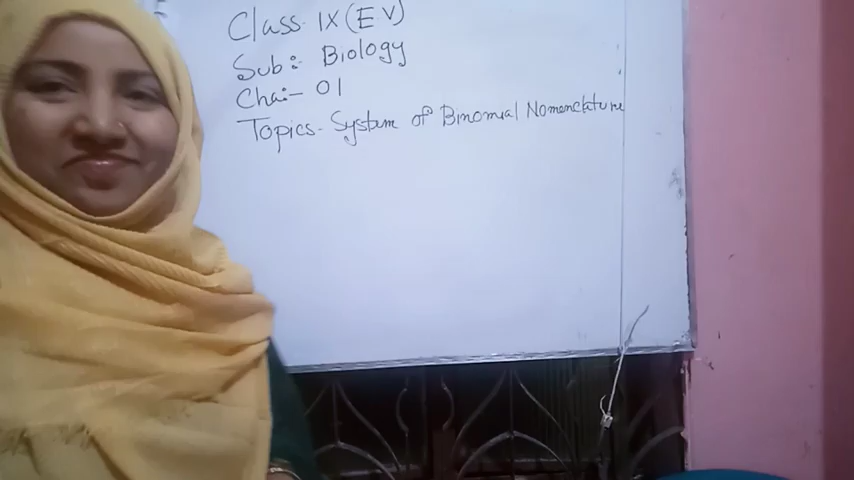 Class- IX (E V)
Sub:- Biology
Cha:- 01
Topics- System of Binomial Nomenclature